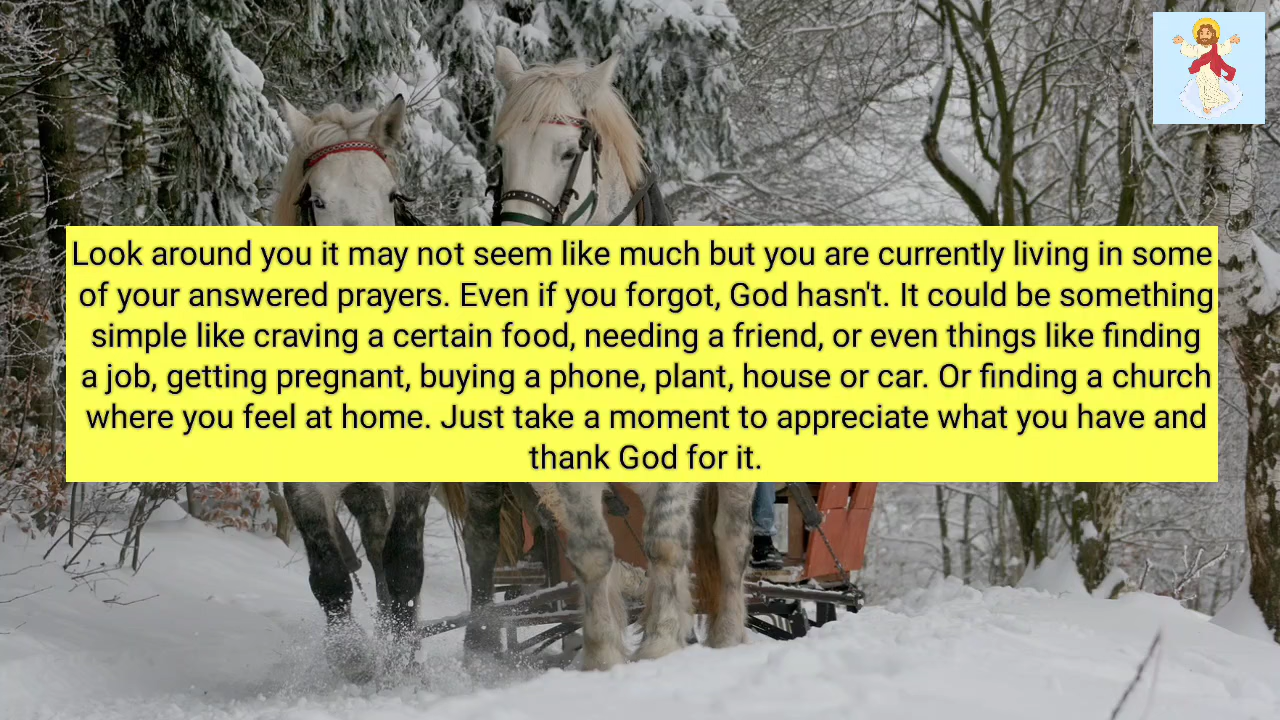 Look around you it may not seem like much but you are currently living in some
of your answered prayers. Even if you forgot, God hasn't. It could be something
simple like craving a certain food, needing a friend, or even things like finding
a job, getting pregnant, buying a phone, plant, house or car. Or finding a church
where you feel at home. Just take a moment to appreciate what you have and
thank God for it.